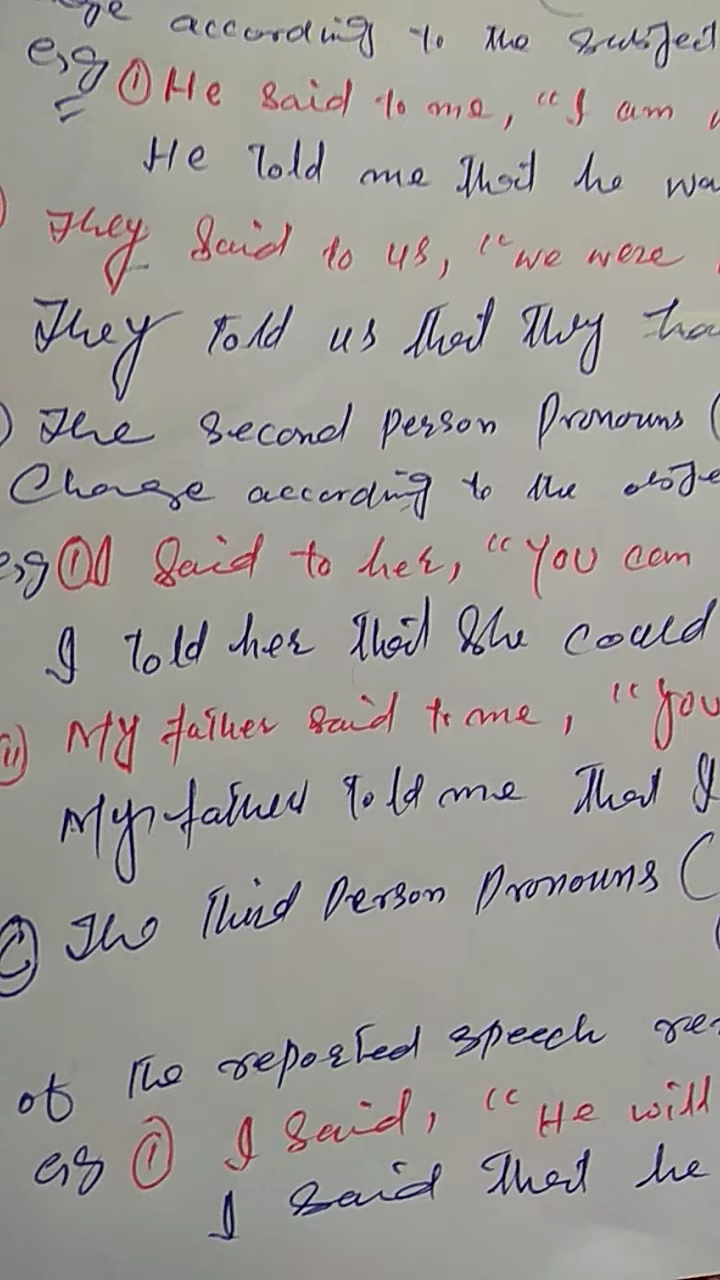 according to the subject
e,g ① He said to me, "I am
He told me that he wa
) They said to us, "we were
They told us that they ha
) The second person pronouns (
Change according to the obje
e,g ① I said to her, "You can
I told her that she could
ii) My father said to me, "You
My father told me that I
C) The Third Person pronouns (
of the reported speech re
eg ① I said, "He will
I said that he